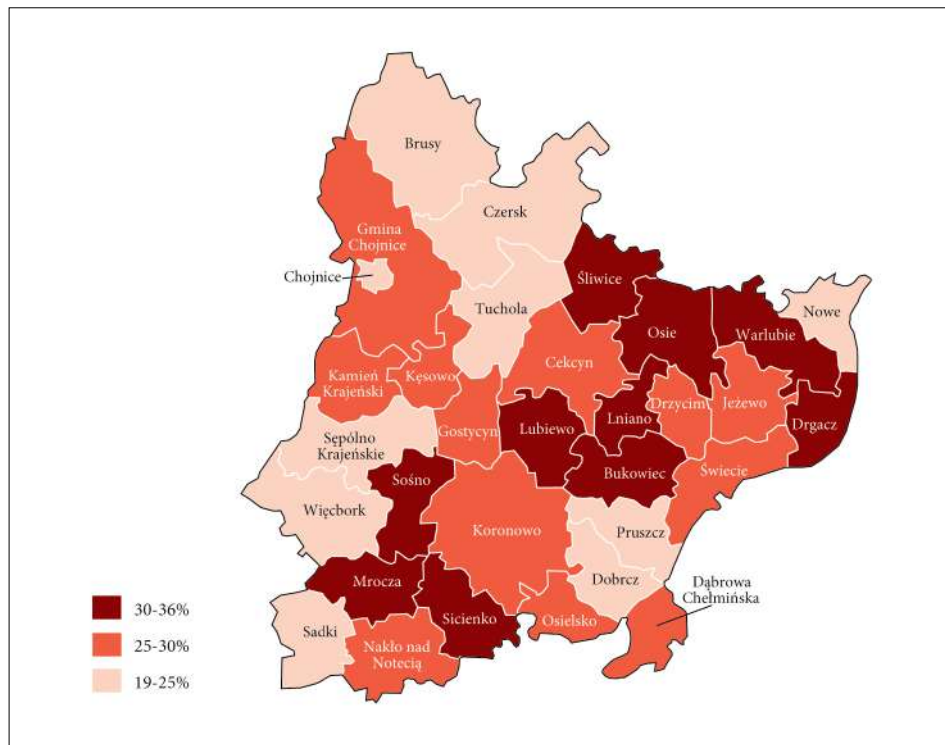 Brusy
Czersk
Gmina
Chojnice
Chojnice
Śliwice
Tuchola
Nowe
Osie
Warlubie
Cekcyn
Kamień
Krajeński
Kęsowo
Drzycim
Jeżewo
Lniano
Drgacz
Gostycyn
Lubiewo
Sępólno
Krajeńskie
Bukowiec
Świecie
Sośno
Więcbork
Koronowo
Pruszcz
Mrocza
Dobrcz
Dąbrowa
Chełmińska
Sicienko
Osielsko
Sadki
Nakło nad
Notecią
30-36%
25-30%
19-25%